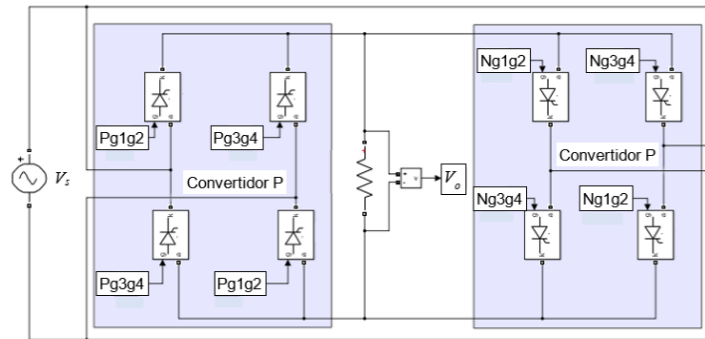 Ng1g2
Ng3g4
Pg1g2
Pg3g4
Convertidor P
Convertidor P
Vs
Vo
Ng3g4
Ng1g2
Pg3g4
Pg1g2